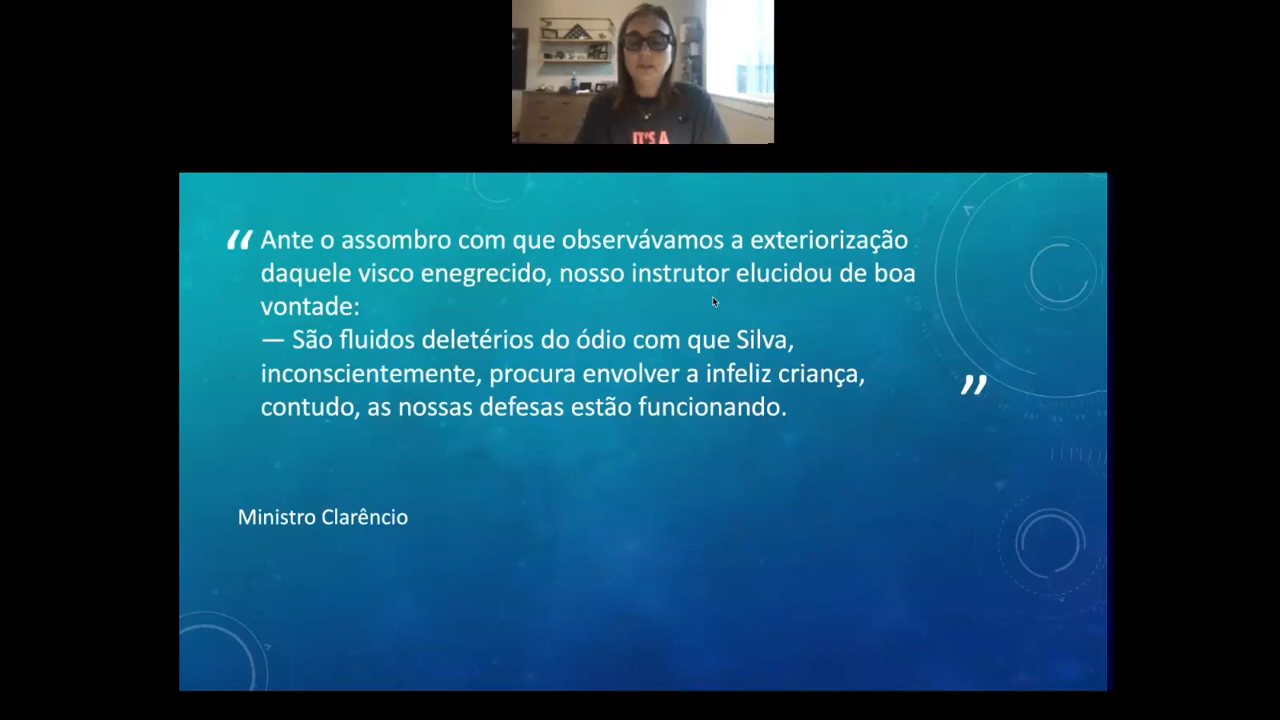 IT'S A
“ Ante o assombro com que observávamos a exteriorização
daquele visco enegrecido, nosso instrutor elucidou de boa
vontade:
— São fluidos deletérios do ódio com que Silva,
inconscientemente, procura envolver a infeliz criança,
contudo, as nossas defesas estão funcionando. ”
Ministro Clarêncio